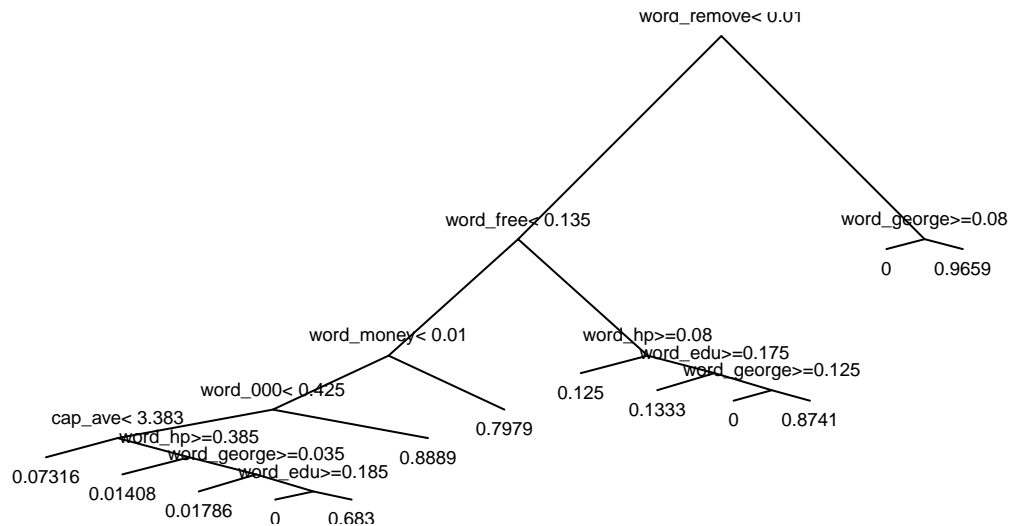 word_remove< 0.01
word_free< 0.135
word_george>=0.08
0
0.9659
word_money< 0.01
word_hp>=0.08
word_edu>=0.175
word_george>=0.125
0.125
0.1333
0
0.8741
word_000< 0.425
0.7979
cap_ave< 3.383
word_hp>=0.385
word_george>=0.035
word_edu>=0.185
0.8889
0.07316
0.01408
0.01786
0
0.683